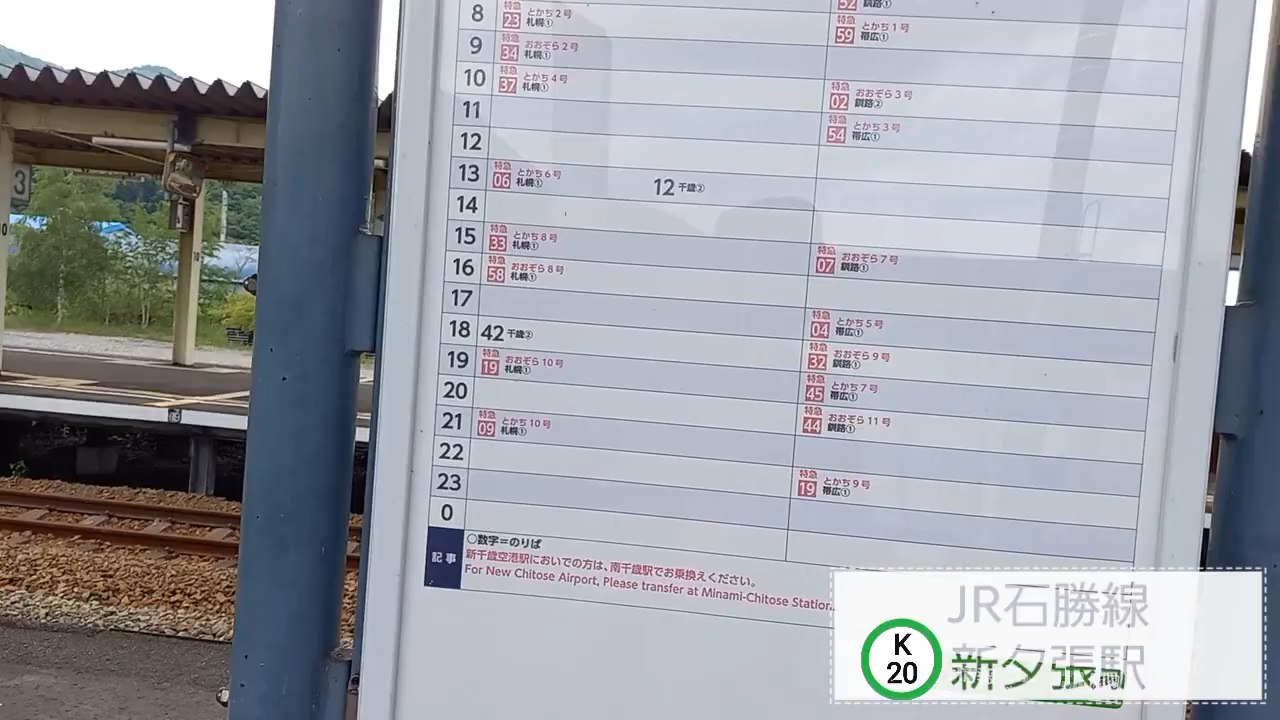 52 釧路①
8 特急 23 とかち2号 札幌① 特急 59 とかち1号 帯広①
9 特急 34 おおぞら2号 札幌①
10 特急 37 とかち4号 札幌① 特急 02 おおぞら3号 釧路②
11 特急 54 とかち3号 帯広①
12
13 特急 06 とかち6号 札幌① 12 千歳②
14
15 特急 33 とかち8号 札幌① 特急 07 おおぞら7号 釧路①
16 特急 58 おおぞら8号 札幌①
17 特急 04 とかち5号 帯広①
18 42 千歳② 特急 32 おおぞら9号 釧路①
19 特急 19 おおぞら10号 札幌① 特急 45 とかち7号 帯広①
20 特急 44 おおぞら11号 釧路①
21 特急 09 とかち10号 札幌①
22 特急 19 とかち9号 帯広①
23
0
記事
○数字=のりば
新千歳空港駅においでの方は、南千歳駅でお乗換えください。
For New Chitose Airport, Please transfer at Minami-Chitose Station.
3
10
JR石勝線
K
20
新夕張駅
新夕張